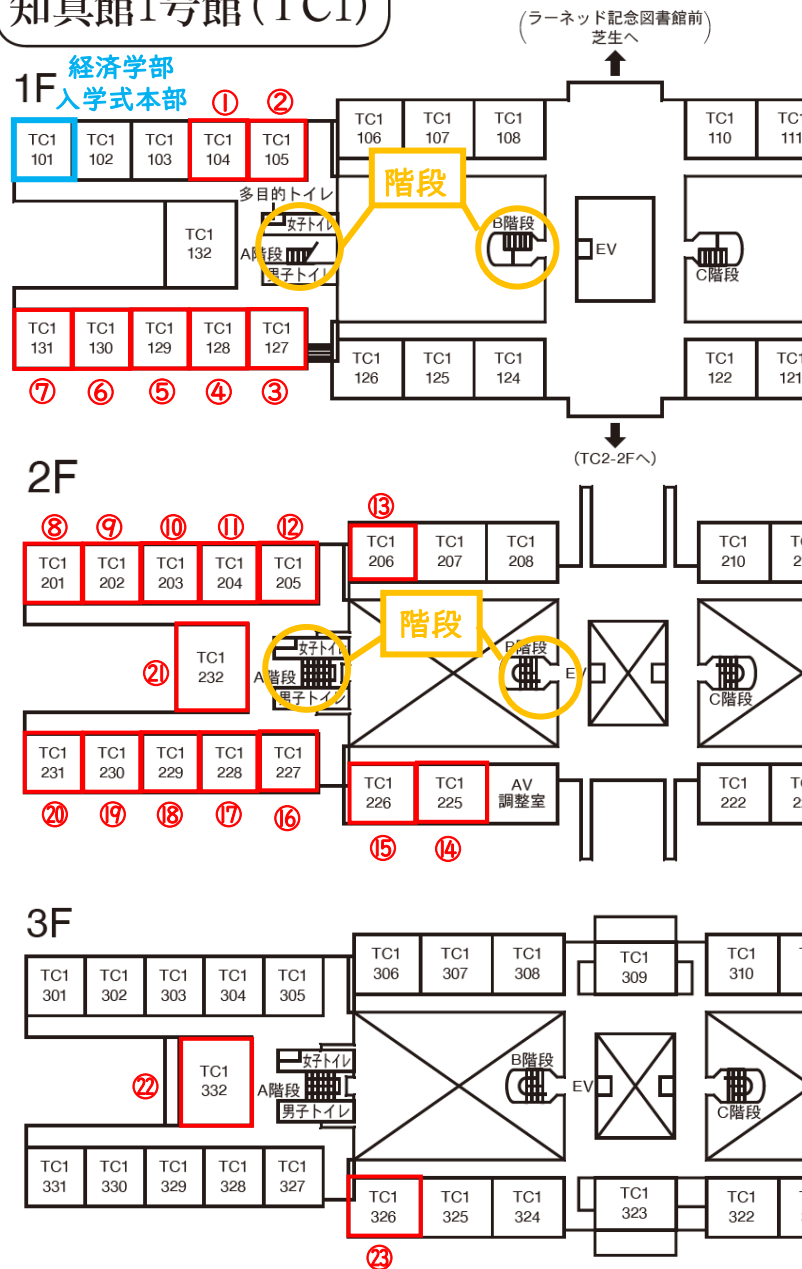 知真館1号館(TC1)
(ラーネッド記念図書館前)
芝生へ
1F
経済学部
入学式本部
① ②
TC1 101
TC1 102
TC1 103
TC1 104
TC1 105
TC1 106
TC1 107
TC1 108
TC1 110
TC1 111
階段
多目的トイレ
女子トイレ
TC1 132
A階段
男子トイレ
B階段
EV
C階段
TC1 131
TC1 130
TC1 129
TC1 128
TC1 127
TC1 126
TC1 125
TC1 124
TC1 122
TC1 121
⑦ ⑥ ⑤ ④ ③
(TC2-2Fへ)
2F
⑧ ⑨ ⑩ ⑪ ⑫ ⑬
TC1 201
TC1 202
TC1 203
TC1 204
TC1 205
TC1 206
TC1 207
TC1 208
TC1 210
階段
㉑
TC1 232
女子トイレ
A階段
男子トイレ
B階段
EV
C階段
TC1 231
TC1 230
TC1 229
TC1 228
TC1 227
TC1 226
TC1 225
AV 調整室
TC1 222
⑳ ⑲ ⑱ ⑰ ⑯ ⑮ ⑭
3F
TC1 301
TC1 302
TC1 303
TC1 304
TC1 305
TC1 306
TC1 307
TC1 308
TC1 309
TC1 310
㉒
TC1 332
女子トイレ
A階段
男子トイレ
B階段
EV
C階段
TC1 331
TC1 330
TC1 329
TC1 328
TC1 327
TC1 326
TC1 325
TC1 324
TC1 323
TC1 322
㉓